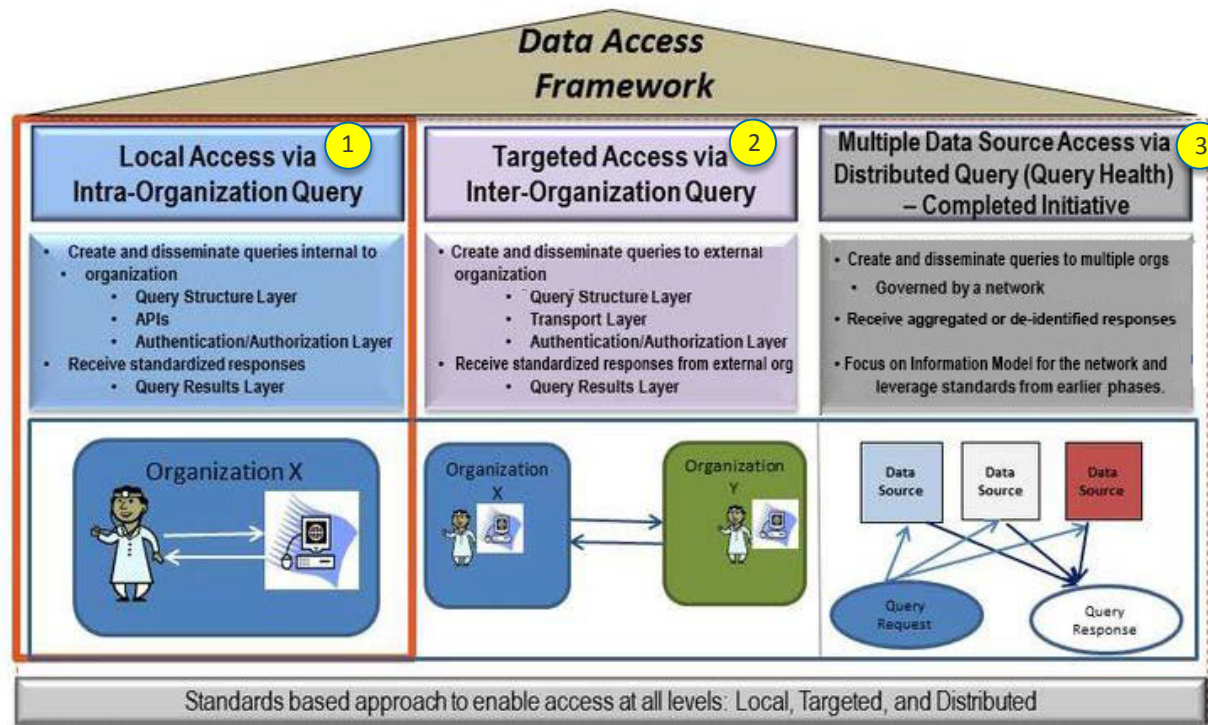 Data Access
Framework
1
Local Access via
Intra-Organization Query
2
Targeted Access via
Inter-Organization Query
3
Multiple Data Source Access via
Distributed Query (Query Health)
– Completed Initiative
• Create and disseminate queries internal to
• organization
• Query Structure Layer
• APIs
• Authentication/Authorization Layer
• Receive standardized responses
• Query Results Layer
• Create and disseminate queries to external
organization
• Query Structure Layer
• Transport Layer
• Authentication/Authorization Layer
• Receive standardized responses from external org
• Query Results Layer
• Create and disseminate queries to multiple orgs
• Governed by a network
• Receive aggregated or de-identified responses
• Focus on Information Model for the network and
leverage standards from earlier phases.
Organization X
Organization
X
Organization
Y
Data
Source
Data
Source
Data
Source
Query
Request
Query
Response
Standards based approach to enable access at all levels: Local, Targeted, and Distributed